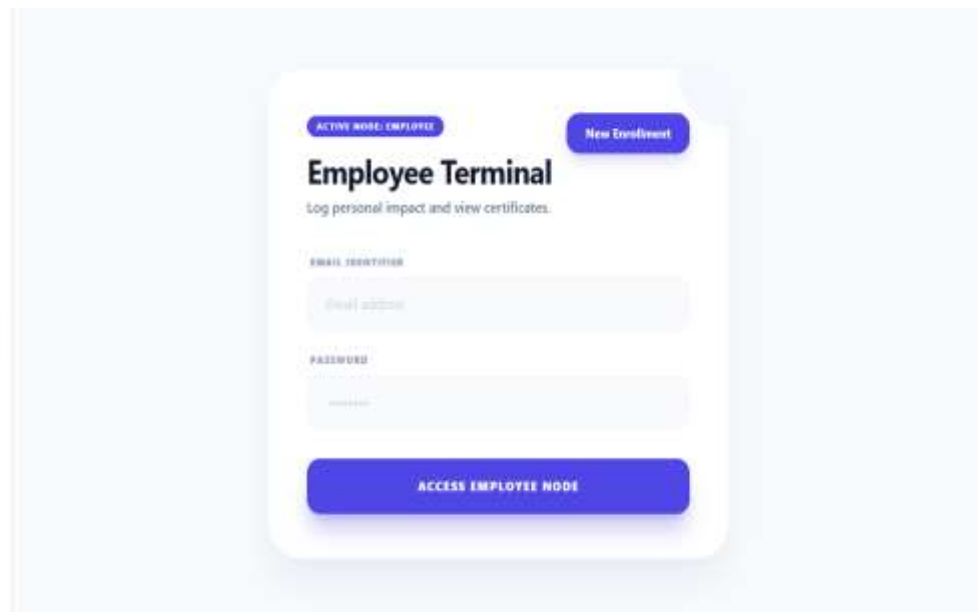 ACTIVE NODE: EMPLOYEE
New Enrollment
Employee Terminal
Log personal impact and view certificates.
EMAIL IDENTIFIER
Email address
PASSWORD
••••••••
ACCESS EMPLOYEE NODE